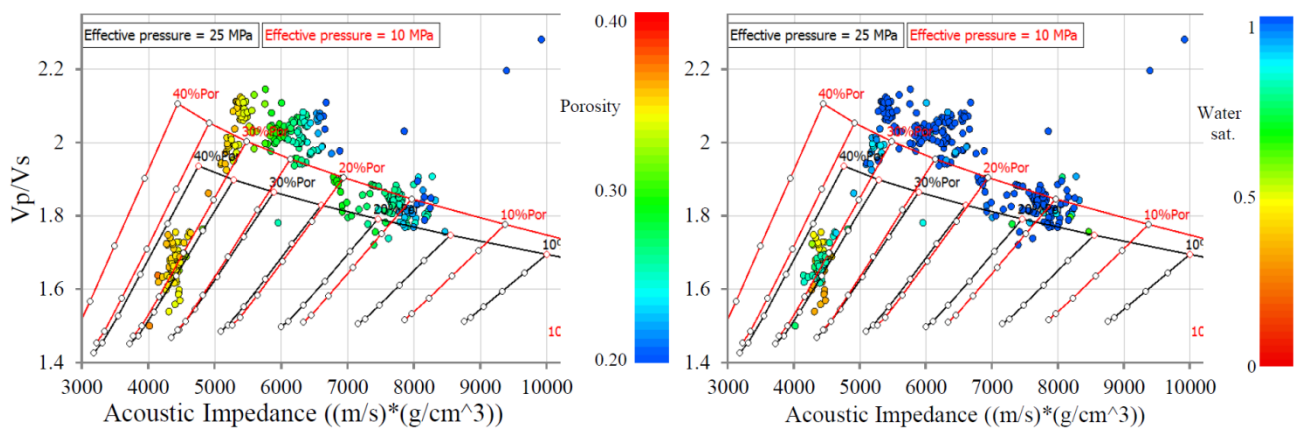 Effective pressure = 25 MPa
Effective pressure = 10 MPa
2.2
2
1.8
1.6
1.4
Vp/Vs
40%Por
30%Por
40%Por
30%Por
20%Por
20%Por
10%Por
10%
10
3000 4000 5000 6000 7000 8000 9000 10000
Acoustic Impedance ((m/s)*(g/cm^3))
0.40
Porosity
0.30
0.20
Effective pressure = 25 MPa
Effective pressure = 10 MPa
2.2
2
1.8
1.6
1.4
40%Por
30%Por
40%Por
30%Por
20%Por
20%Por
10%Por
10%
10
3000 4000 5000 6000 7000 8000 9000 10000
Acoustic Impedance ((m/s)*(g/cm^3))
1
Water
sat.
0.5
0